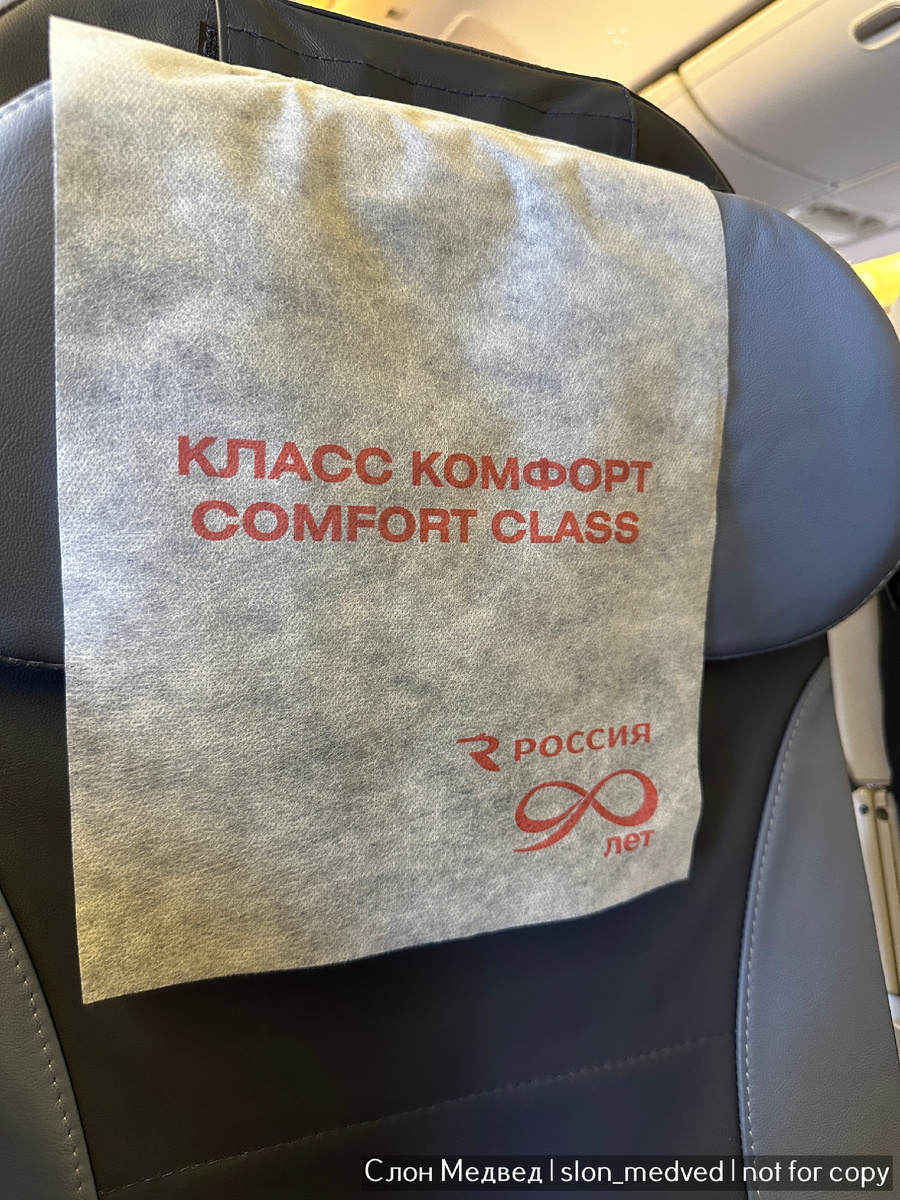 КЛАСС КОМФОРТ
COMFORT CLASS
РОССИЯ
90
лет
Слон Медвед | slon_medved | not for copy